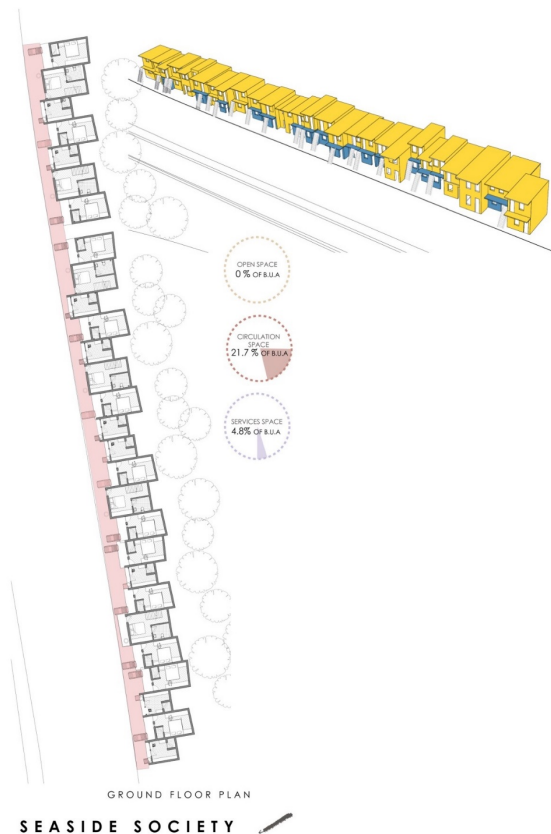 OPEN SPACE
0 % OF B.U.A
CIRCULATION
SPACE
21.7 % OF B.U.A
SERVICES SPACE
4.8% OF B.U.A
GROUND FLOOR PLAN
SEASIDE SOCIETY